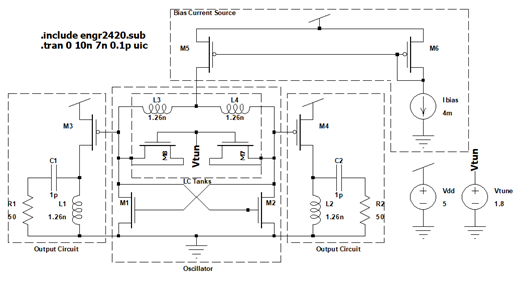 .include engr2420.sub
.tran 0 10n 7n 0.1p uic
Bias Current Source
M5
M6
Ibias
4m
L3
1.26n
L4
1.26n
M3
M4
M8
Vtun
M7
C1
1p
C2
1p
LC Tanks
R1
50
L1
1.26n
M1
M2
L2
1.26n
R2
50
Vdd
5
Vtun
Vtune
1.8
Output Circuit
Oscillator
Output Circuit